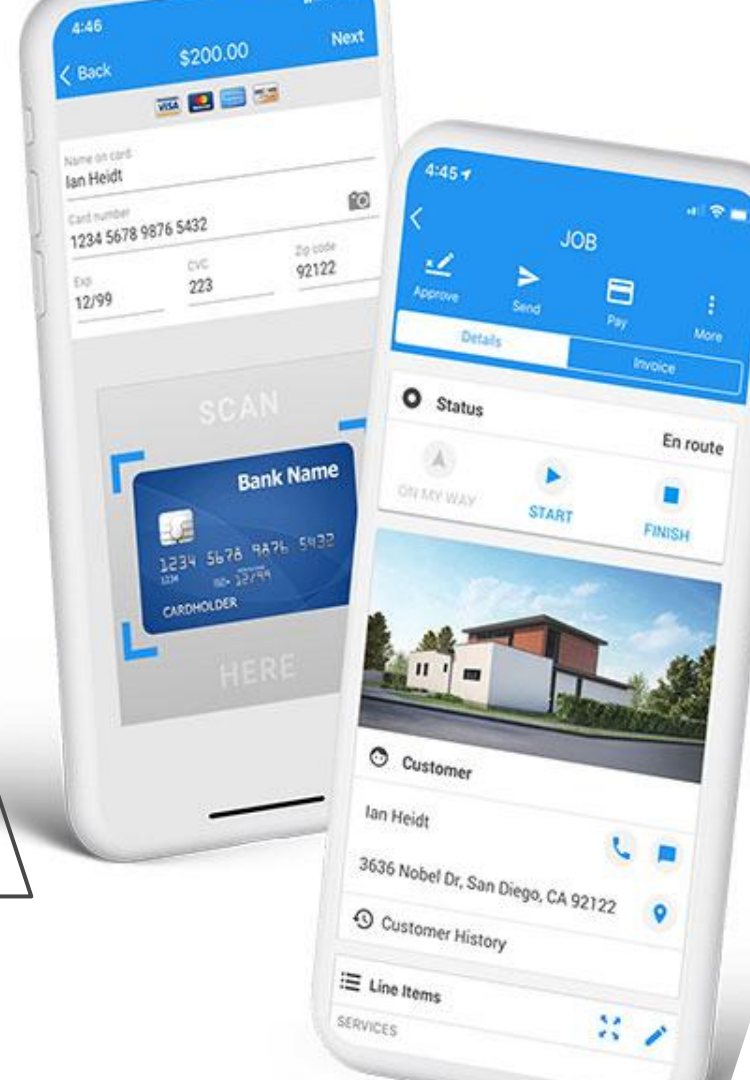 4:46
Back
$200.00
Next
VISA
Name on card
Ian Heidt
Card number
1234 5678 9876 5432
Exp
CVC
Zip code
12/99
223
92122
SCAN
Bank Name
1234 5678 9876 5432
1234
12/99
CARDHOLDER
HERE
4:45
JOB
Approve
Send
Pay
More
Details
Invoice
Status
En route
ON MY WAY
START
FINISH
Customer
Ian Heidt
3636 Nobel Dr, San Diego, CA 92122
Customer History
Line Items
SERVICES